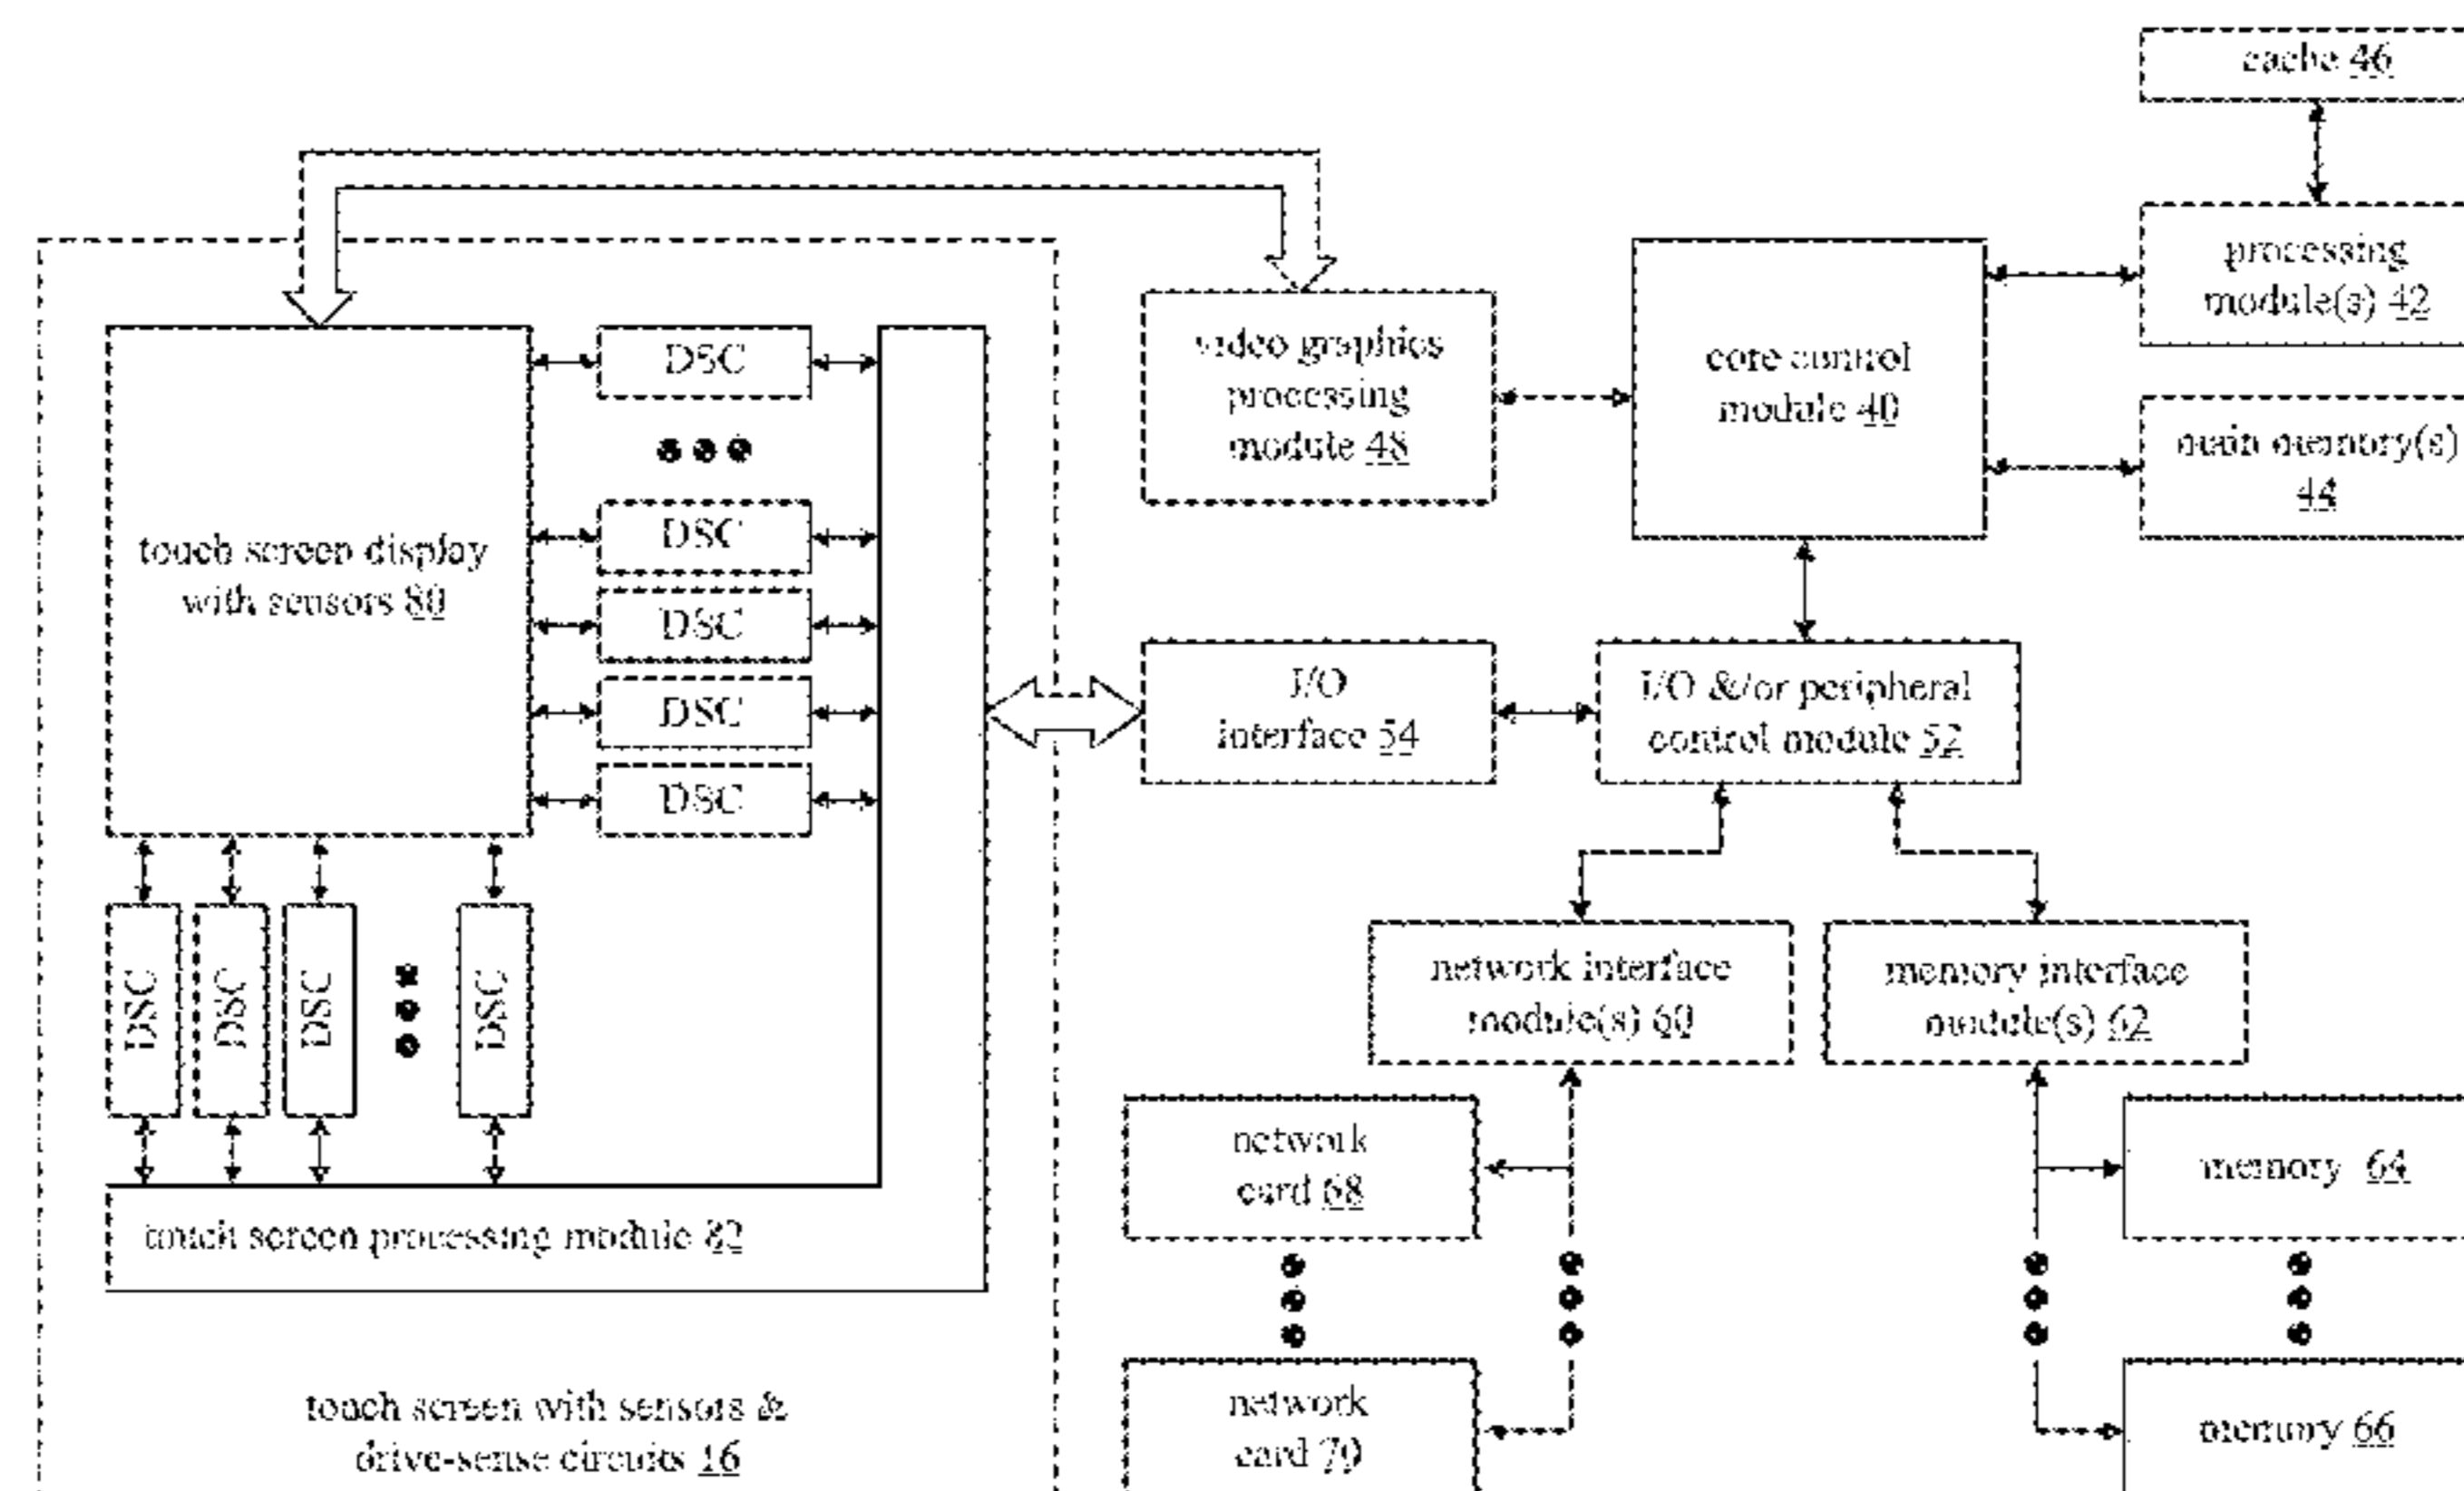 cache 46
processing
module(s) 42
video graphics
processing
module 48
core control
module 40
main memory(s)
44
DSC
DSC
DSC
DSC
DSC
touch screen display
with sensors 80
I/O
interface 54
I/O &/or peripheral
control module 52
DSC
DSC
DSC
DSC
network interface
module(s) 60
memory interface
module(s) 62
network
card 68
memory 64
touch screen processing module 82
touch screen with sensors &
drive-sense circuits 16
network
card 70
memory 66